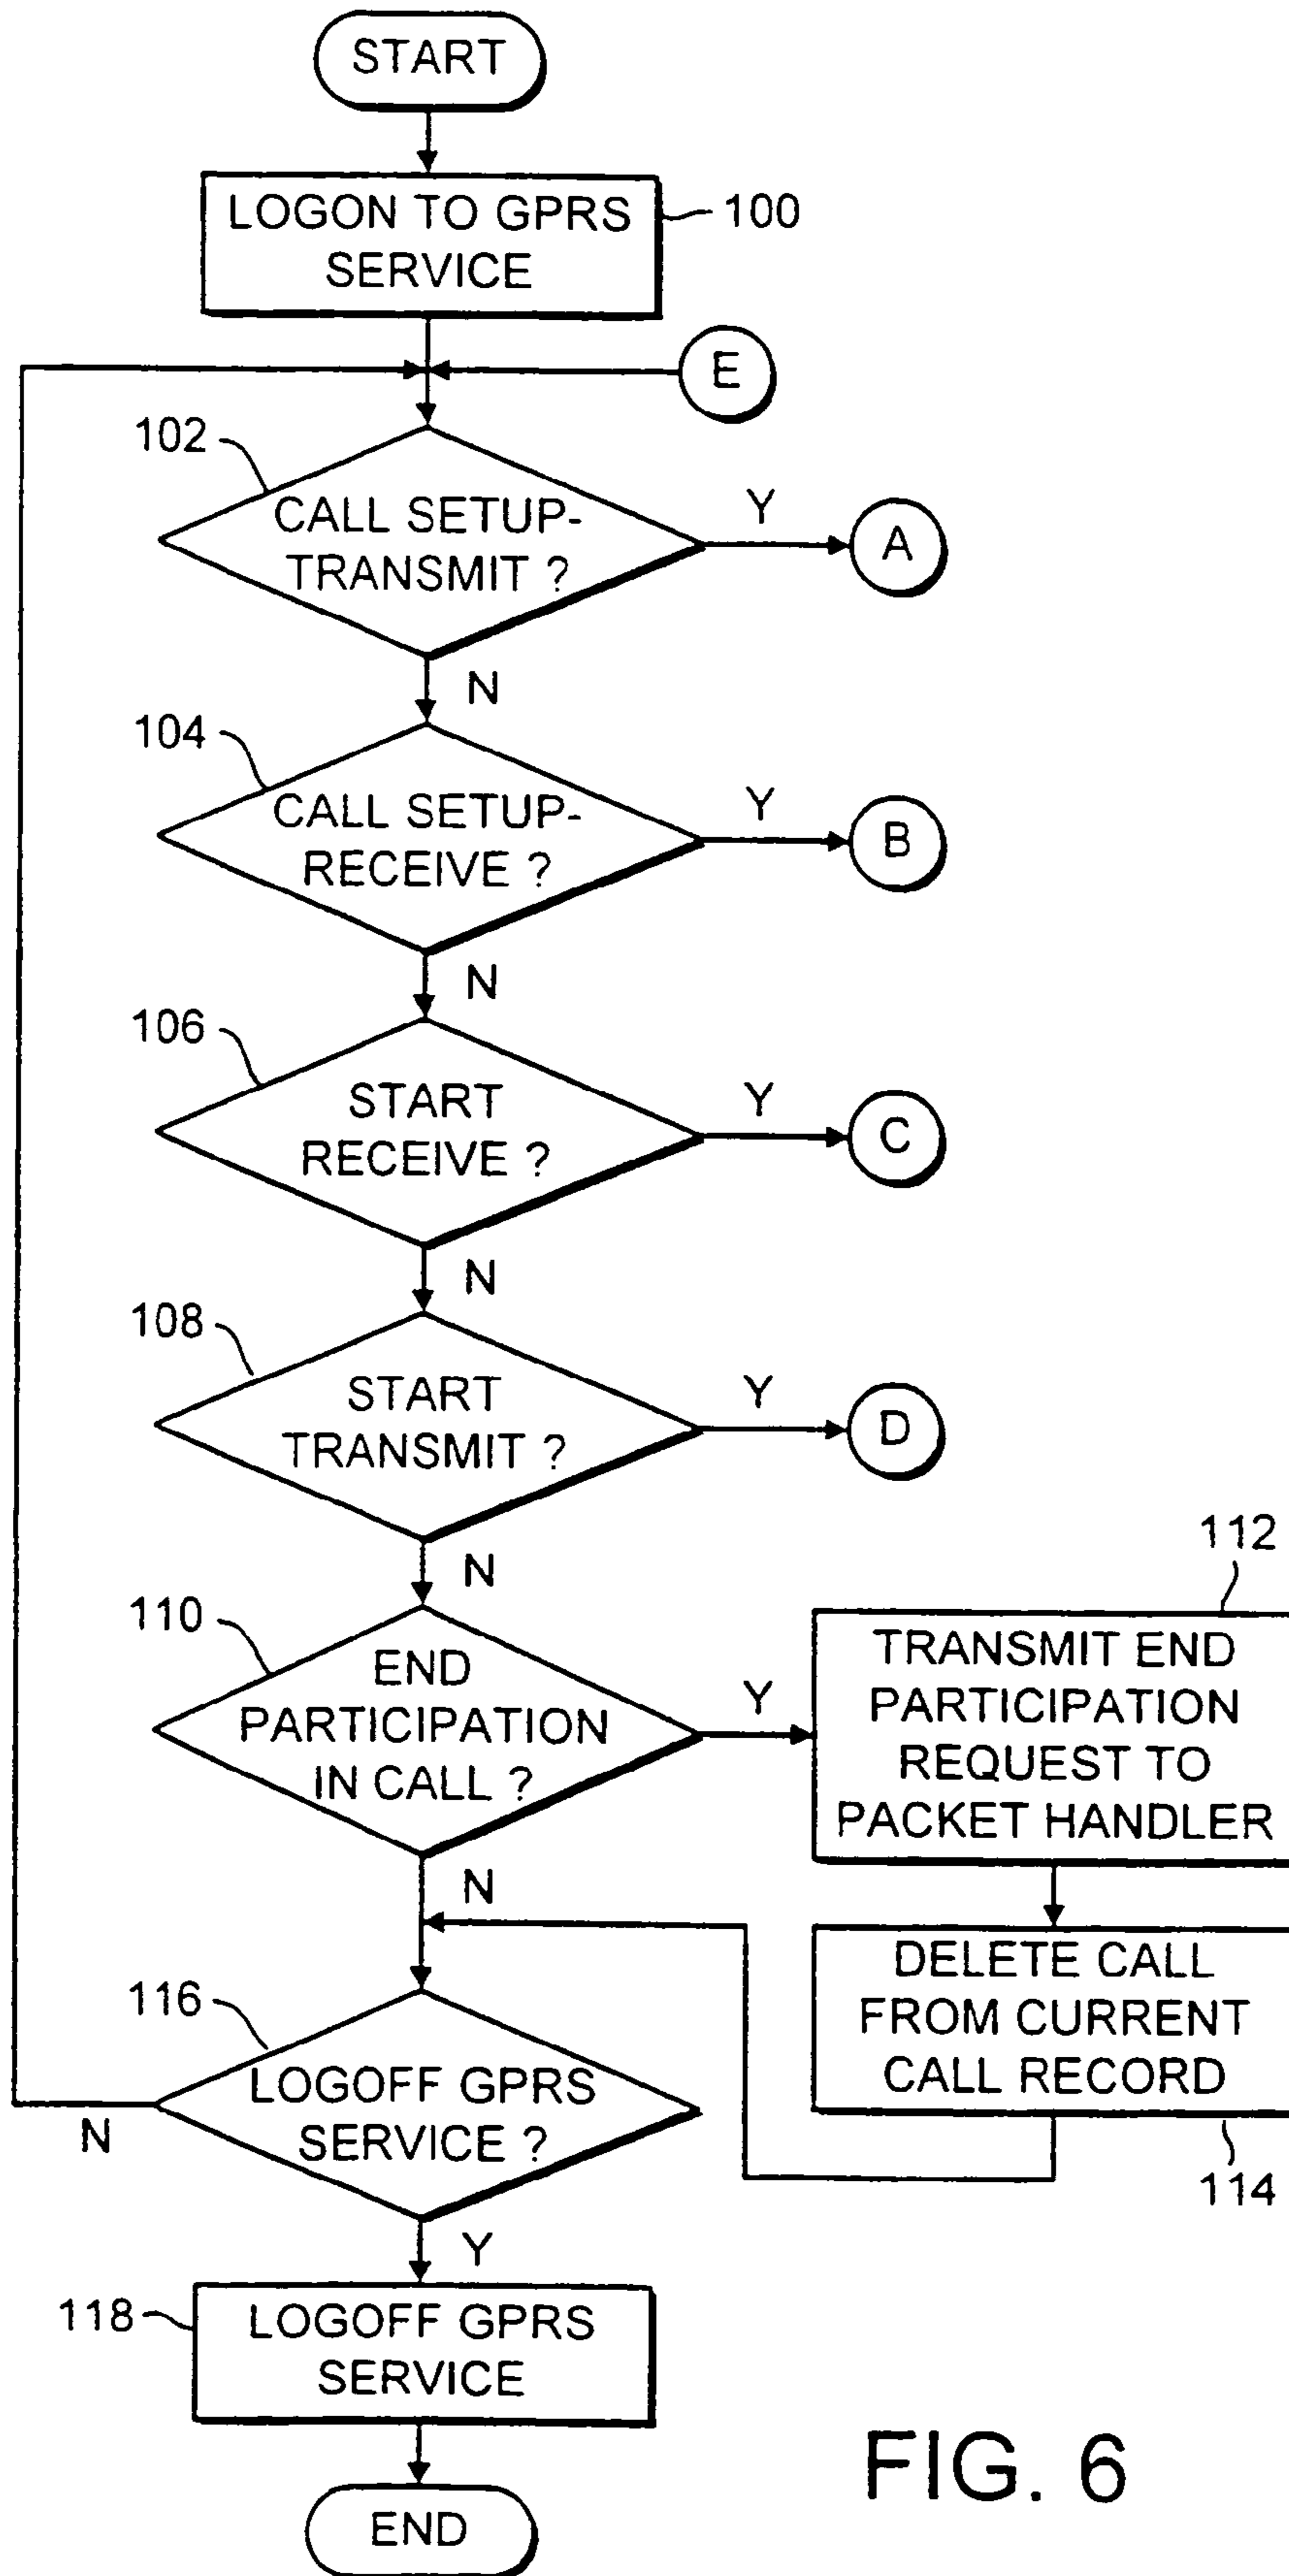 START
LOGON TO GPRS
SERVICE
100
E
102
CALL SETUP-
TRANSMIT ?
Y
A
N
104
CALL SETUP-
RECEIVE ?
Y
B
N
106
START
RECEIVE ?
Y
C
N
108
START
TRANSMIT ?
Y
D
N
110
END
PARTICIPATION
IN CALL ?
Y
112
TRANSMIT END
PARTICIPATION
REQUEST TO
PACKET HANDLER
N
DELETE CALL
FROM CURRENT
CALL RECORD
114
116
LOGOFF GPRS
SERVICE ?
N
Y
118
LOGOFF GPRS
SERVICE
END
FIG. 6